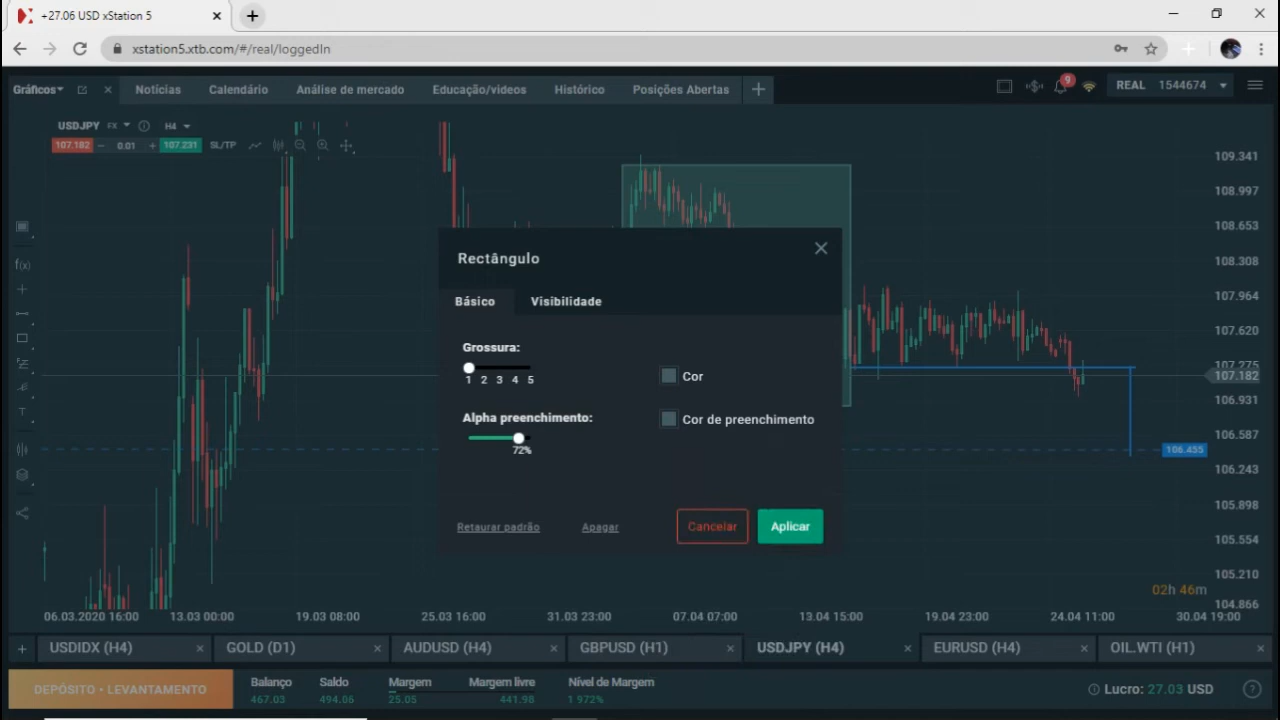 +27.06 USD xStation 5
xstation5.xtb.com/#/real/loggedIn
Gráficos
Notícias
Calendário
Análise de mercado
Educação/videos
Histórico
Posições Abertas
9
REAL 1544674
USDJPY FX H4
107.182 − 0.01 + 107.231 SL/TP
f(x)
T
Rectângulo
Básico
Visibilidade
Grossura:
1 2 3 4 5
Cor
Alpha preenchimento:
72%
Cor de preenchimento
Retaurar padrão
Apagar
Cancelar
Aplicar
109.341
108.997
108.653
108.308
107.964
107.620
107.275
107.182
106.931
106.587
106.455
106.243
105.898
105.554
105.210
104.866
02h 46m
06.03.2020 16:00
13.03 00:00
19.03 08:00
25.03 16:00
31.03 23:00
07.04 07:00
13.04 15:00
19.04 23:00
24.04 11:00
30.04 19:00
USDIDX (H4)
GOLD (D1)
AUDUSD (H4)
GBPUSD (H1)
USDJPY (H4)
EURUSD (H4)
OIL.WTI (H1)
DEPÓSITO • LEVANTAMENTO
Balanço
467.03
Saldo
494.06
Margem
25.05
Margem livre
441.98
Nível de Margem
1 972%
Lucro: 27.03 USD